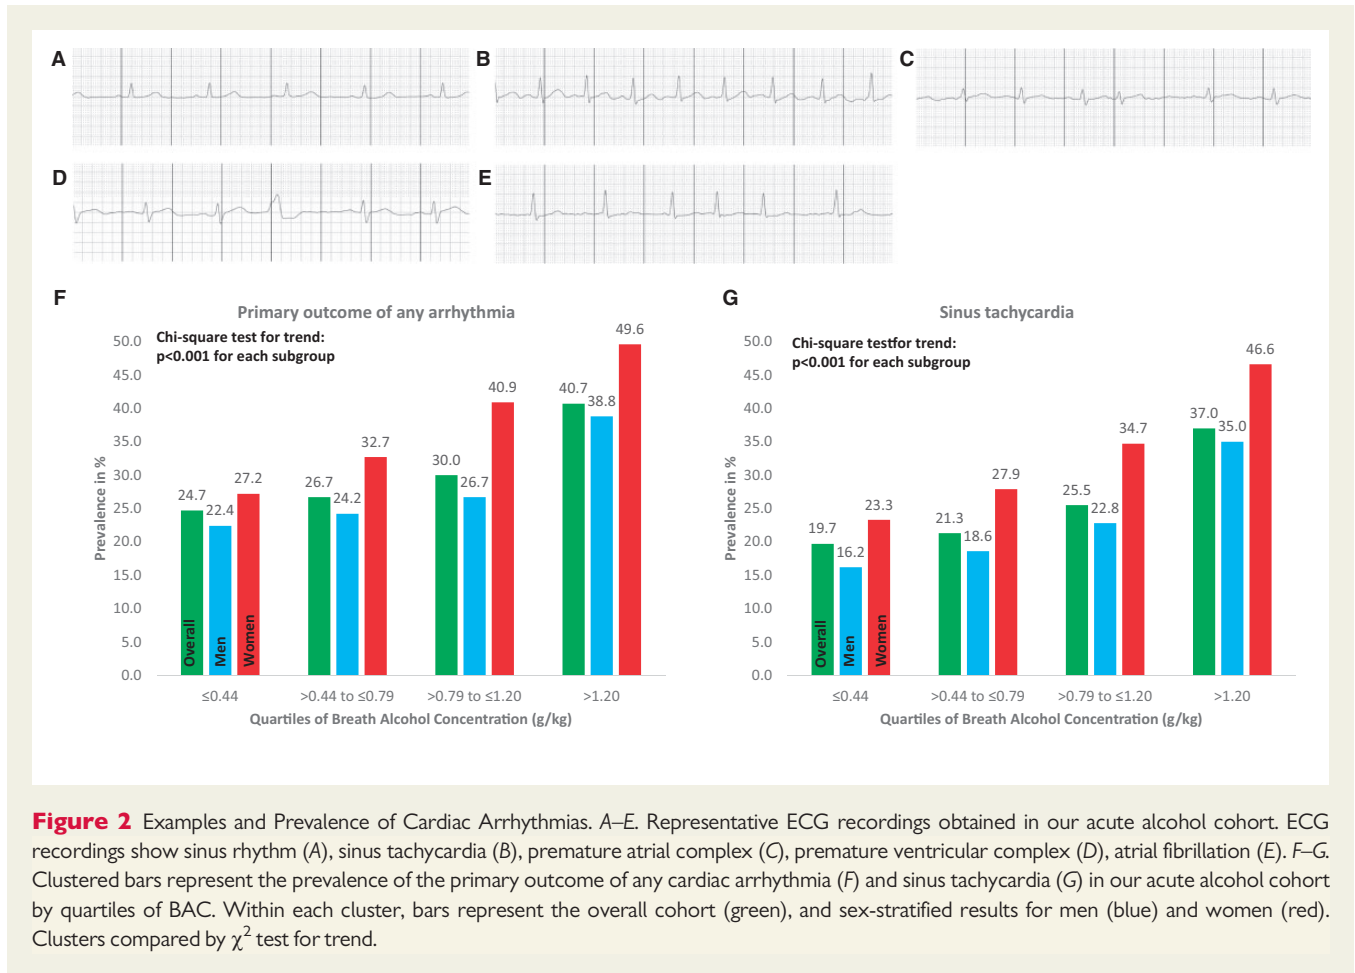 A
B
C
D
E
F
Primary outcome of any arrhythmia
Chi-square test for trend:
p<0.001 for each subgroup
Prevalence in %
50.0
45.0
40.0
35.0
30.0
25.0
20.0
15.0
10.0
5.0
0.0
24.7
22.4
27.2
26.7
24.2
32.7
30.0
26.7
40.9
40.7
38.8
49.6
Overall
Men
Women
≤0.44
>0.44 to ≤0.79
>0.79 to ≤1.20
>1.20
Quartiles of Breath Alcohol Concentration (g/kg)
G
Sinus tachycardia
Chi-square testfor trend:
p<0.001 for each subgroup
Prevalence in %
50.0
45.0
40.0
35.0
30.0
25.0
20.0
15.0
10.0
5.0
0.0
19.7
16.2
23.3
21.3
18.6
27.9
25.5
22.8
34.7
37.0
35.0
46.6
Overall
Men
Women
≤0.44
>0.44 to ≤0.79
>0.79 to ≤1.20
>1.20
Quartiles of Breath Alcohol Concentration (g/kg)
Figure 2 Examples and Prevalence of Cardiac Arrhythmias. A–E. Representative ECG recordings obtained in our acute alcohol cohort. ECG
recordings show sinus rhythm (A), sinus tachycardia (B), premature atrial complex (C), premature ventricular complex (D), atrial fibrillation (E). F–G.
Clustered bars represent the prevalence of the primary outcome of any cardiac arrhythmia (F) and sinus tachycardia (G) in our acute alcohol cohort
by quartiles of BAC. Within each cluster, bars represent the overall cohort (green), and sex-stratified results for men (blue) and women (red).
Clusters compared by χ² test for trend.